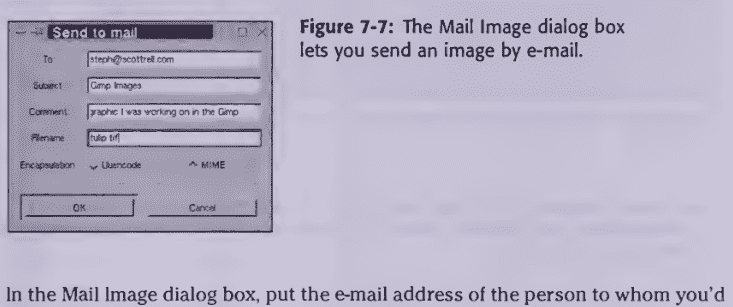 Send to mail
To
steph@scottrell.com
Subject
Gimp Images
Comment
graphic I was working on in the Gimp
Filename
tulip tif
Encapsulation Uuencode MIME
OK Cancel
Figure 7-7: The Mail Image dialog box
lets you send an image by e-mail.
In the Mail Image dialog box, put the e-mail address of the person to whom you'd